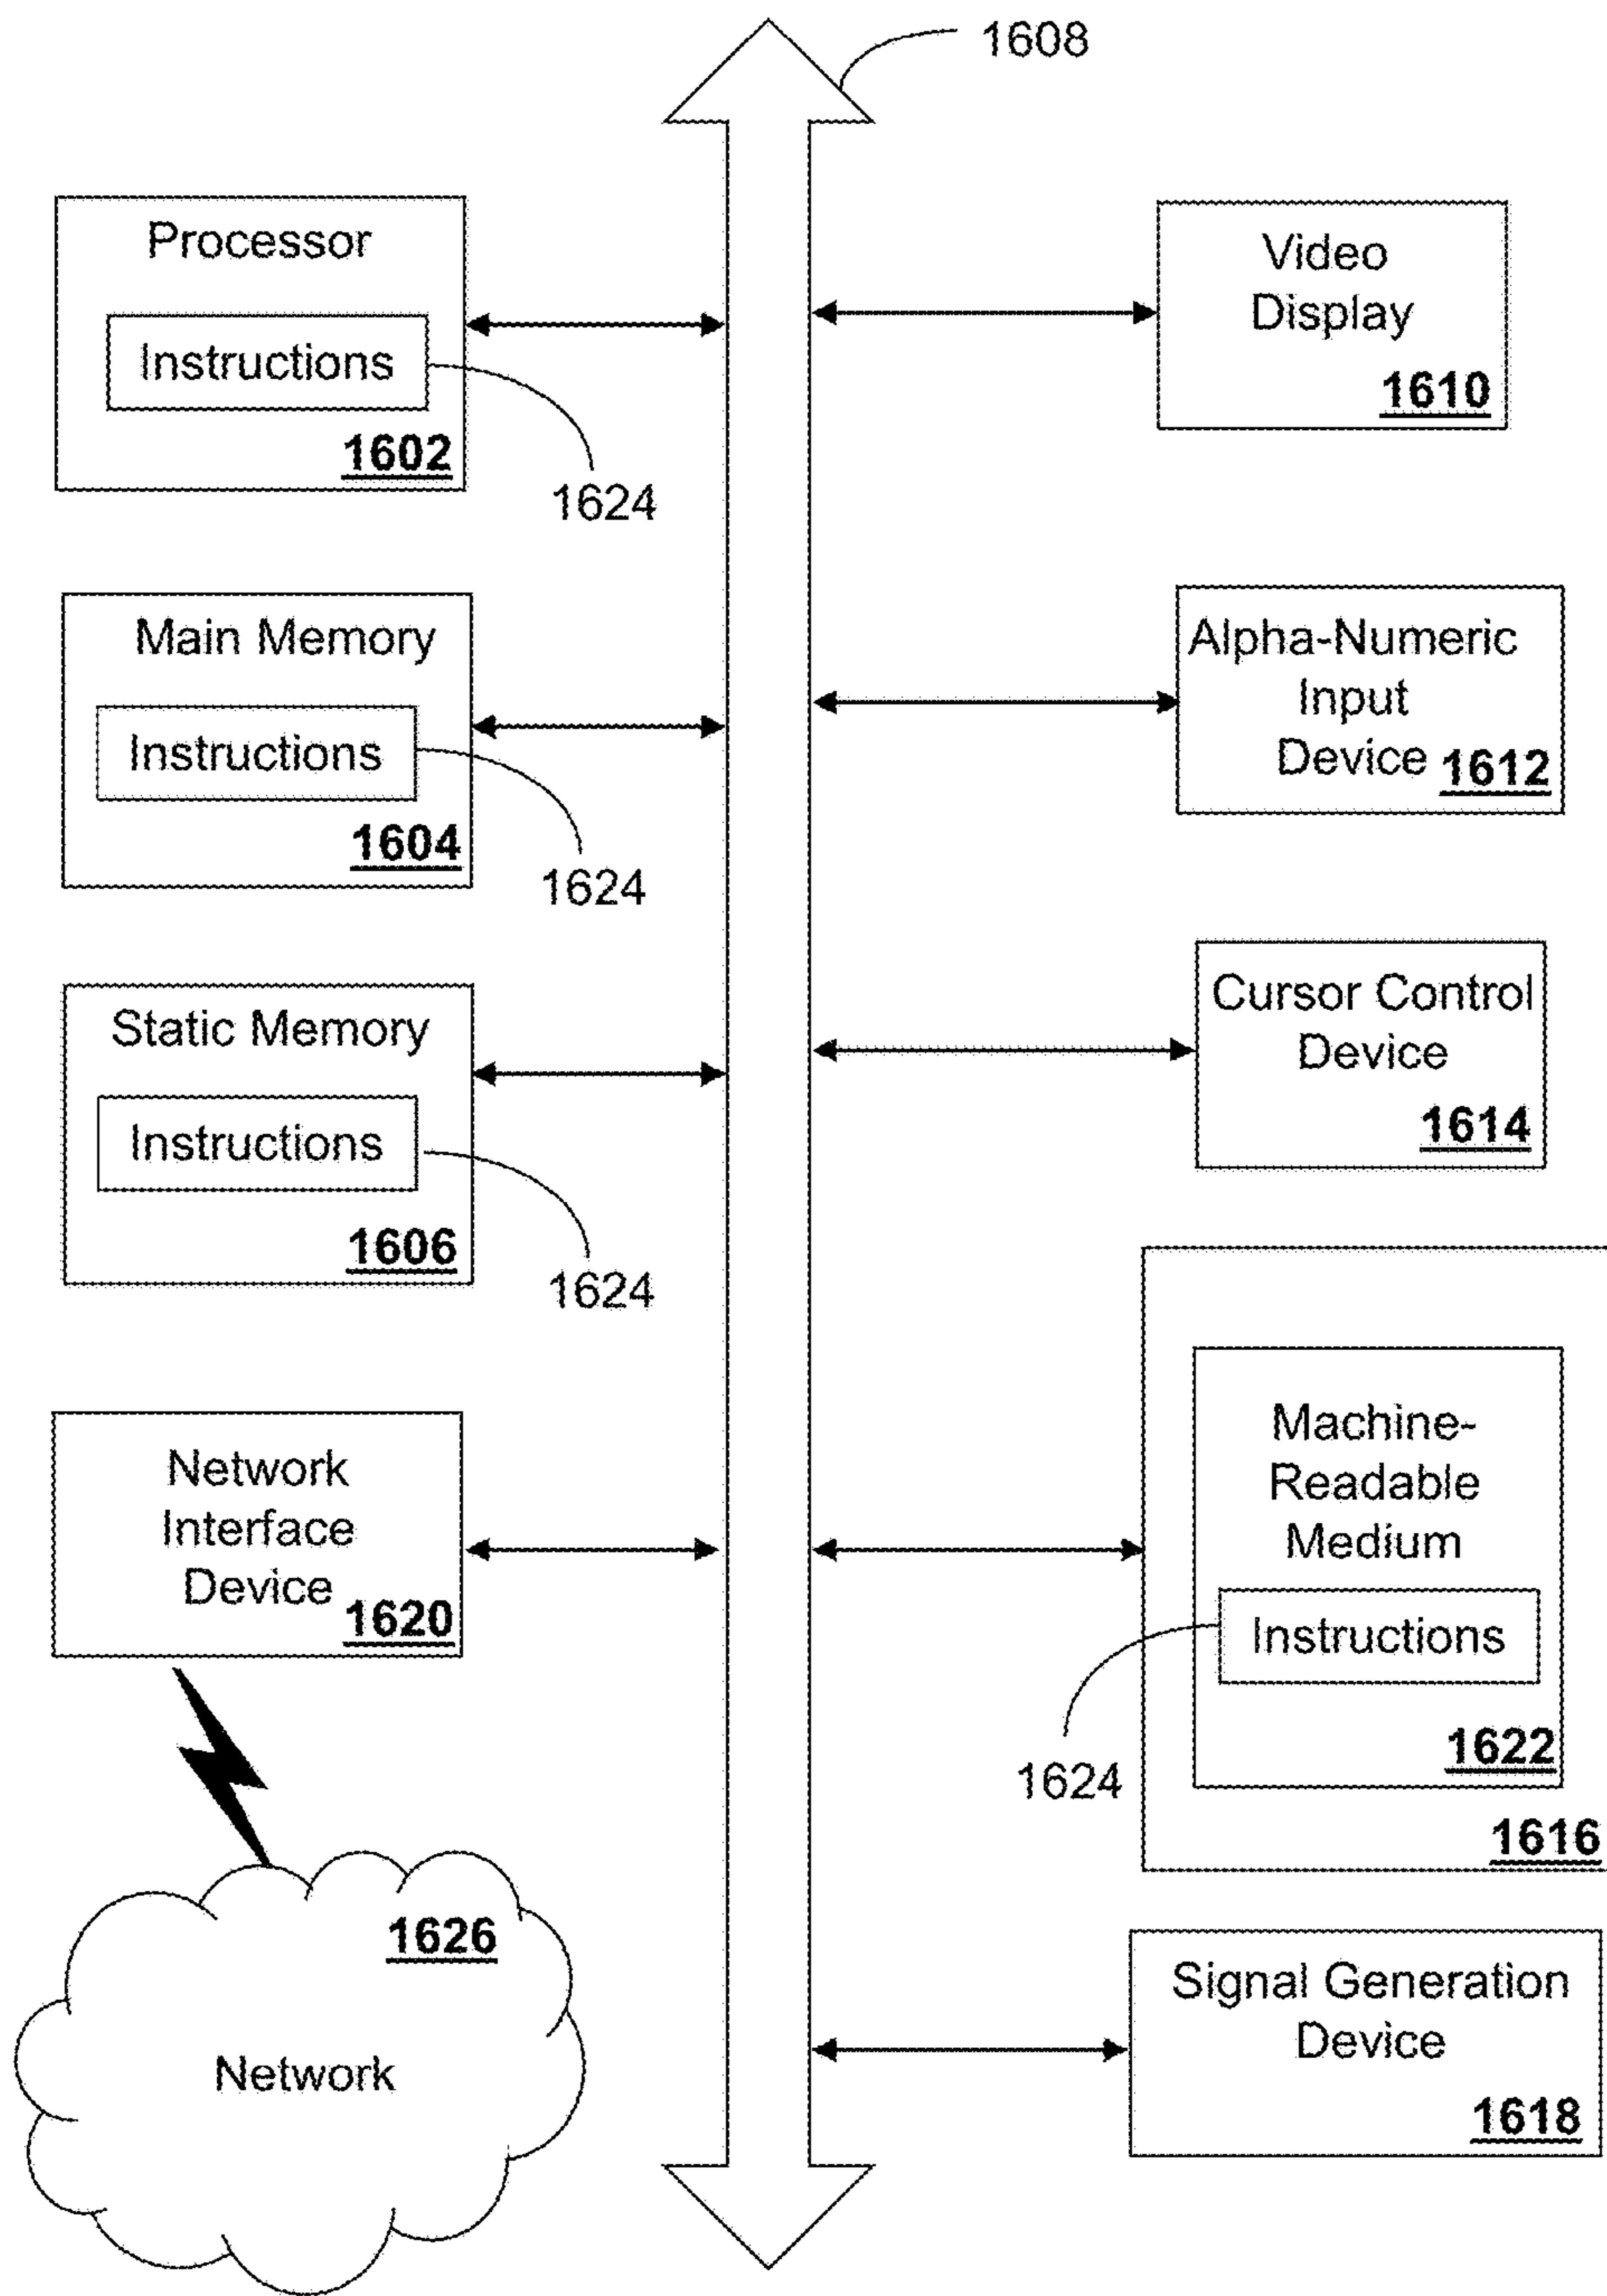 1608
Processor
Instructions
1602
1624
Main Memory
Instructions
1604
1624
Static Memory
Instructions
1606
1624
Network
Interface
Device
1620
1626
Network
Video
Display
1610
Alpha-Numeric
Input
Device 1612
Cursor Control
Device
1614
Machine-
Readable
Medium
Instructions
1622
1624
1616
Signal Generation
Device
1618